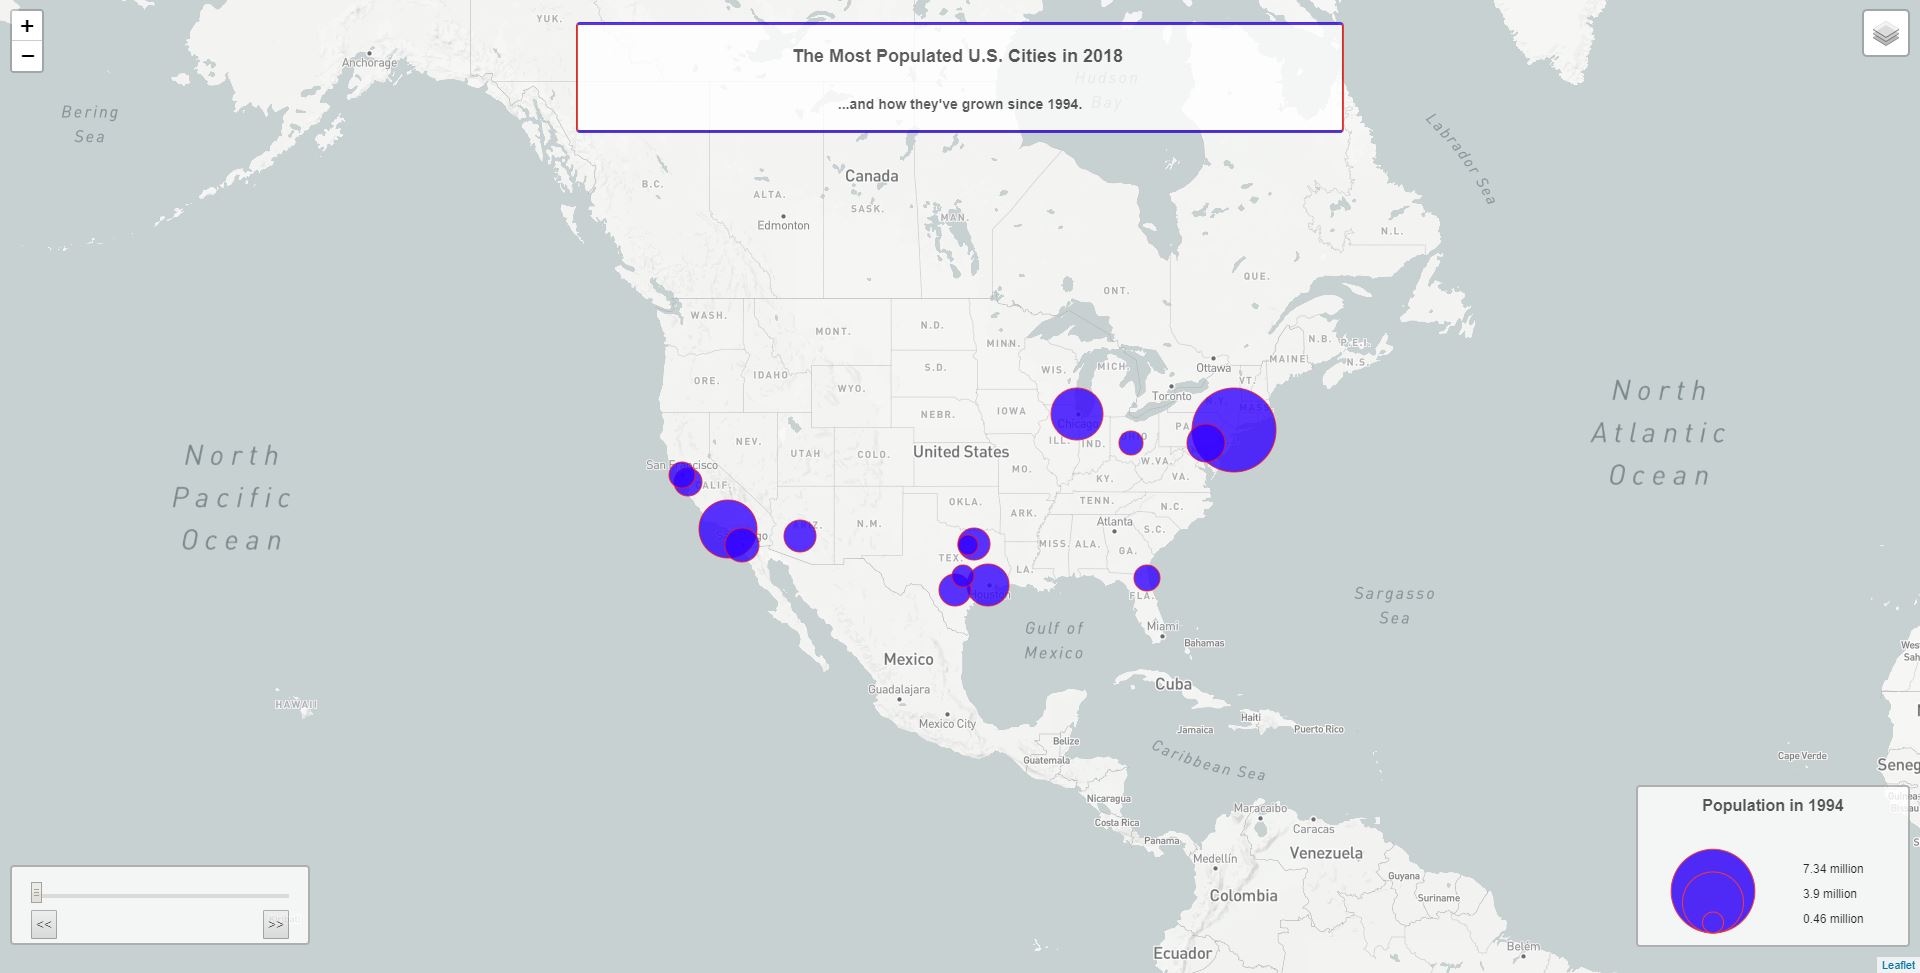 +
−
The Most Populated U.S. Cities in 2018
...and how they've grown since 1994.
YUK.
Anchorage
Hudson
Bay
Bering
Sea
Labrador Sea
Canada
B.C.
ALTA.
SASK.
MAN.
Edmonton
N.L.
QUE.
ONT.
WASH.
MONT.
N.D.
MINN.
N.B.
P.E.I.
MAINE
N.S.
Ottawa
ORE.
IDAHO
WYO.
S.D.
WIS.
MICH.
VT.
Toronto
N.Y.
MASS.
NEBR.
IOWA
Chicago
PA.
North
Atlantic
Ocean
NEV.
UTAH
COLO.
United States
ILL.
IND.
OHIO
W.VA.
VA.
MO.
KY.
North
Pacific
Ocean
San Francisco
CALIF.
OKLA.
ARK.
TENN.
N.C.
ARIZ.
N.M.
Atlanta
S.C.
MISS.
ALA.
GA.
TEX.
LA.
Houston
FLA.
Sargasso
Sea
Gulf of
Mexico
Miami
Bahamas
Mexico
Cuba
HAWAII
Guadalajara
Mexico City
Haiti
Puerto Rico
Jamaica
Belize
Guatemala
Caribbean Sea
Cape Verde
Nicaragua
Costa Rica
Panama
Maracaibo
Caracas
Venezuela
Medellín
Guyana
Suriname
Colombia
Ecuador
Belém
<<
>>
Population in 1994
7.34 million
3.9 million
0.46 million
Leaflet